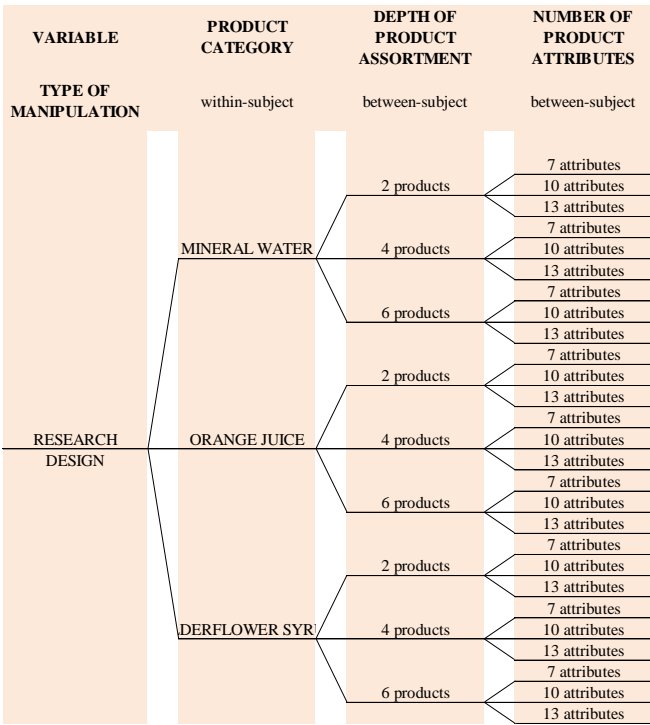 VARIABLE
PRODUCT
CATEGORY
DEPTH OF
PRODUCT
ASSORTMENT
NUMBER OF
PRODUCT
ATTRIBUTES
TYPE OF
MANIPULATION
within-subject
between-subject
between-subject
RESEARCH
DESIGN
MINERAL WATER
2 products
7 attributes
10 attributes
13 attributes
4 products
7 attributes
10 attributes
13 attributes
6 products
7 attributes
10 attributes
13 attributes
ORANGE JUICE
2 products
7 attributes
10 attributes
13 attributes
4 products
7 attributes
10 attributes
13 attributes
6 products
7 attributes
10 attributes
13 attributes
DERFLOWER SYR
2 products
7 attributes
10 attributes
13 attributes
4 products
7 attributes
10 attributes
13 attributes
6 products
7 attributes
10 attributes
13 attributes